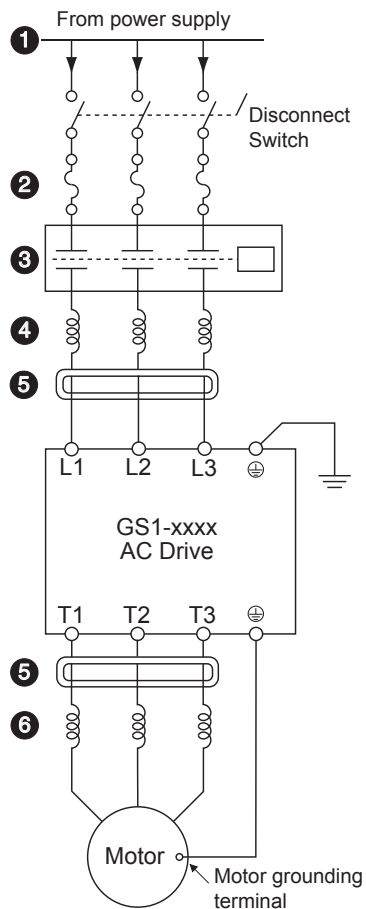 From power supply
1
Disconnect
Switch
2
3
4
5
L1 L2 L3
GS1-xxxx
AC Drive
T1 T2 T3
5
6
Motor
Motor grounding
terminal